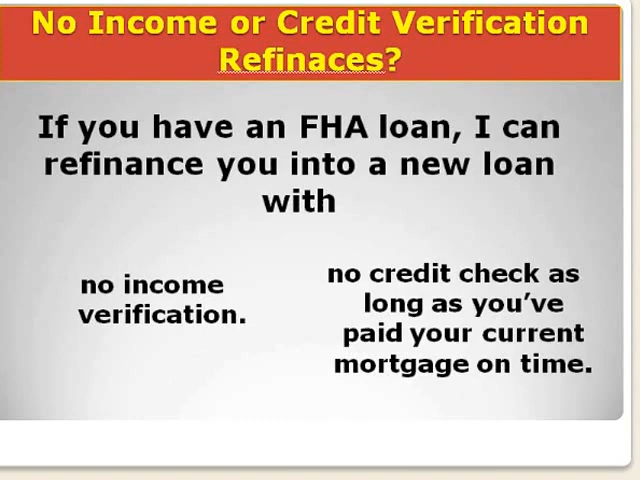 No Income or Credit Verification
Refinaces?
If you have an FHA loan, I can
refinance you into a new loan
with
no income
verification.
no credit check as
long as you’ve
paid your current
mortgage on time.